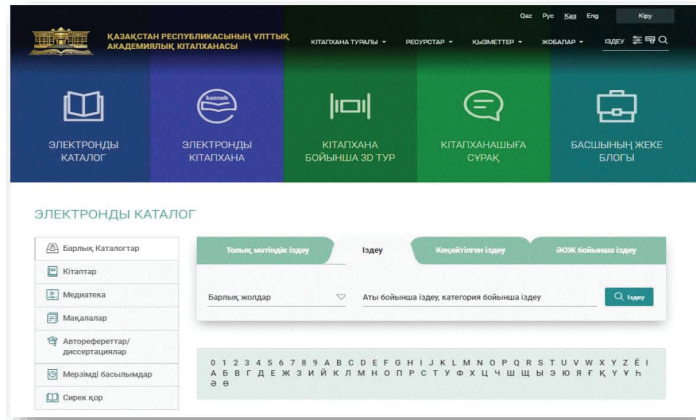 Qaz Рус Қаз Eng Кіру
ҚАЗАҚСТАН РЕСПУБЛИКАСЫНЫҢ ҰЛТТЫҚ
АКАДЕМИЯЛЫҚ КІТАПХАНАСЫ
КІТАПХАНА ТУРАЛЫ РЕСУРСТАР ҚЫЗМЕТТЕР ЖОБАЛАР ІЗДЕУ
kazneb
ЭЛЕКТРОНДЫ
КАТАЛОГ
ЭЛЕКТРОНДЫ
КІТАПХАНА
КІТАПХАНА
БОЙЫНША 3D ТУР
КІТАПХАНАШЫҒА
СҰРАҚ
БАСШЫНЫҢ ЖЕКЕ
БЛОГЫ
ЭЛЕКТРОНДЫ КАТАЛОГ
Барлық Каталогтар
Кітаптар
Медиатека
Мақалалар
Авторефереттар/
диссертациялар
Мерзімді басылымдар
Сирек қор
Толық мәтіндік іздеу Іздеу Кеңейтілген іздеу ӘОЖ бойынша іздеу
Барлық жолдар Аты бойынша іздеу, категория бойынша іздеу Іздеу
0 1 2 3 4 5 6 7 8 9 A B C D E F G H I J K L M N O P Q R S T U V W X Y Z Ё І
А Б В Г Д Е Ж З И Й К Л М Н О П Р С Т У Ф Х Ц Ч Ш Щ Ы Э Ю Я Ғ Қ Ү Ұ Һ
Ә Ө